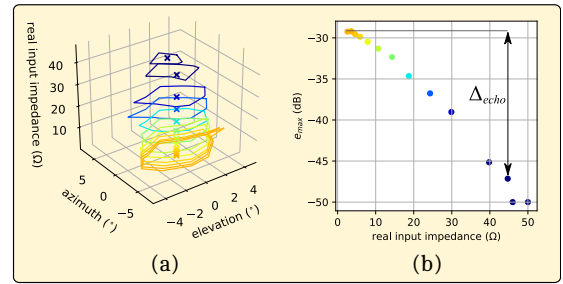 real input impedance (Ω)
40
30
20
10
5
0
−5
azimuth (°)
−4
−2
0
2
4
elevation (°)
(a)
−30
−35
−40
−45
−50
e_max (dB)
Δ_echo
0
10
20
30
40
50
real input impedance (Ω)
(b)